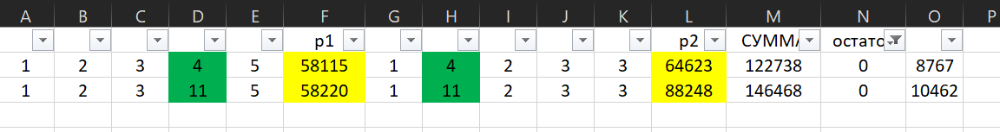 A B C D E F G H I J K L M N O P
p1 p2 СУММА остато
1 2 3 4 5 58115 1 4 2 3 3 64623 122738 0 8767
1 2 3 11 5 58220 1 11 2 3 3 88248 146468 0 10462